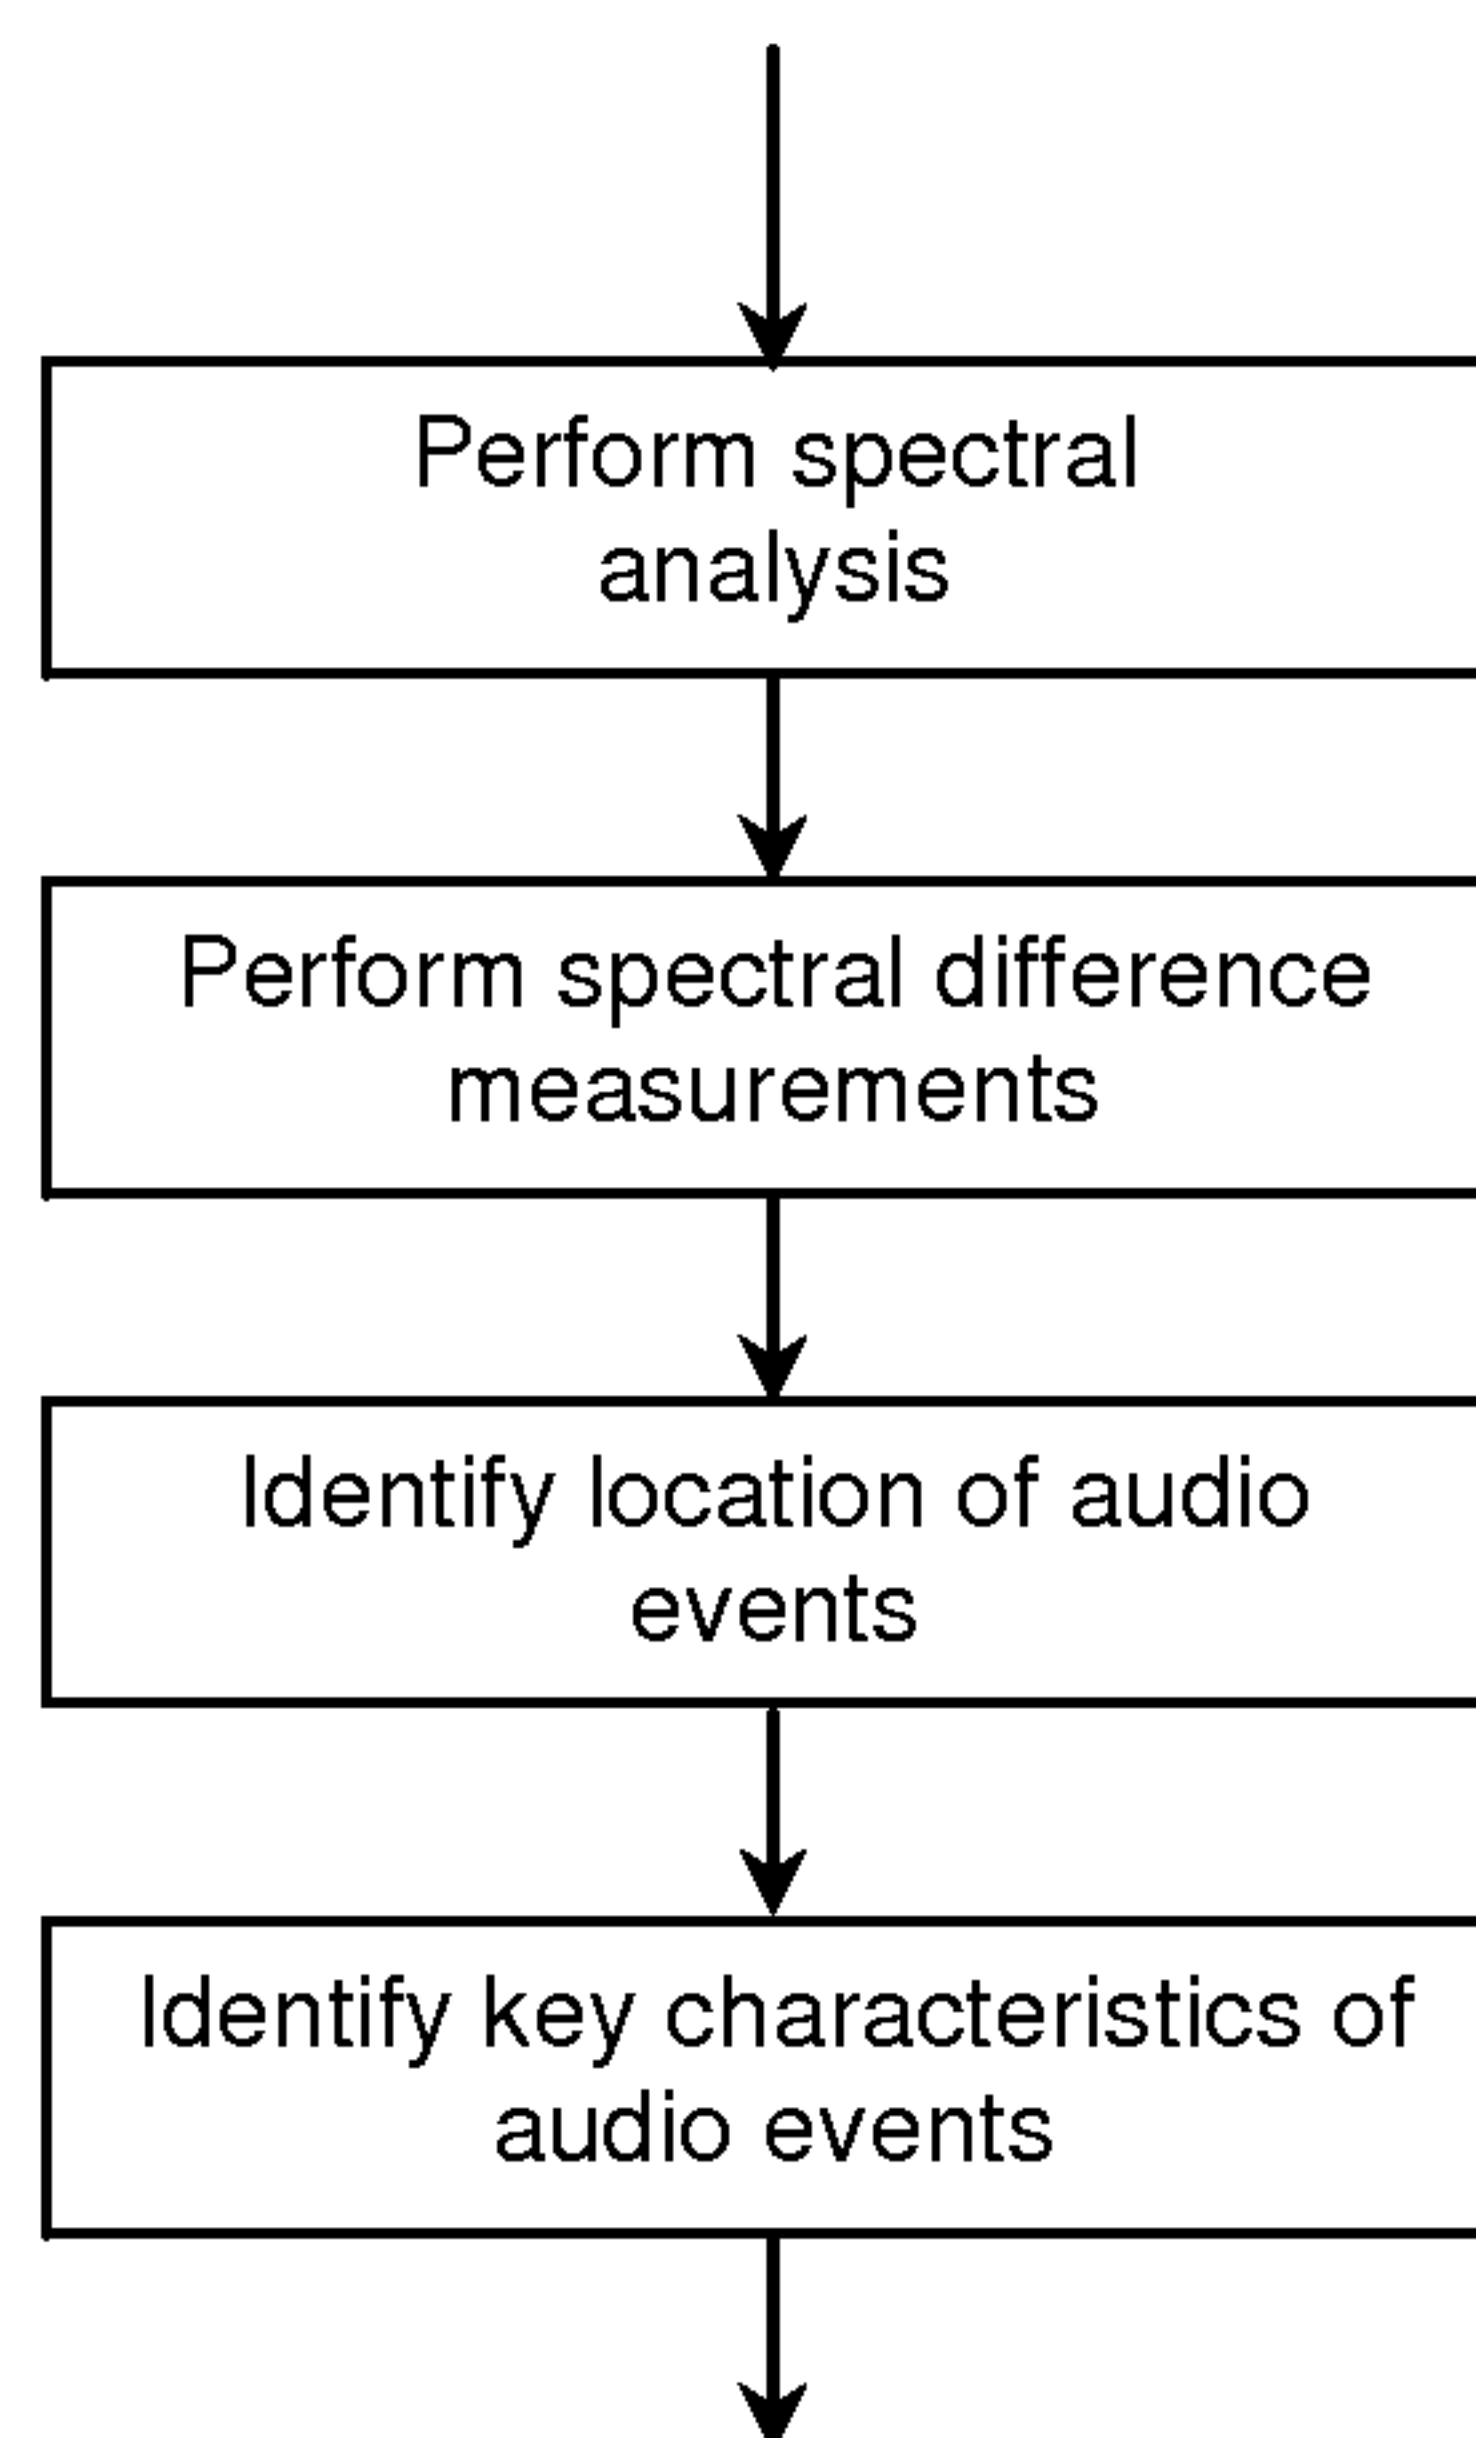 Perform spectral
analysis
Perform spectral difference
measurements
Identify location of audio
events
Identify key characteristics of
audio events